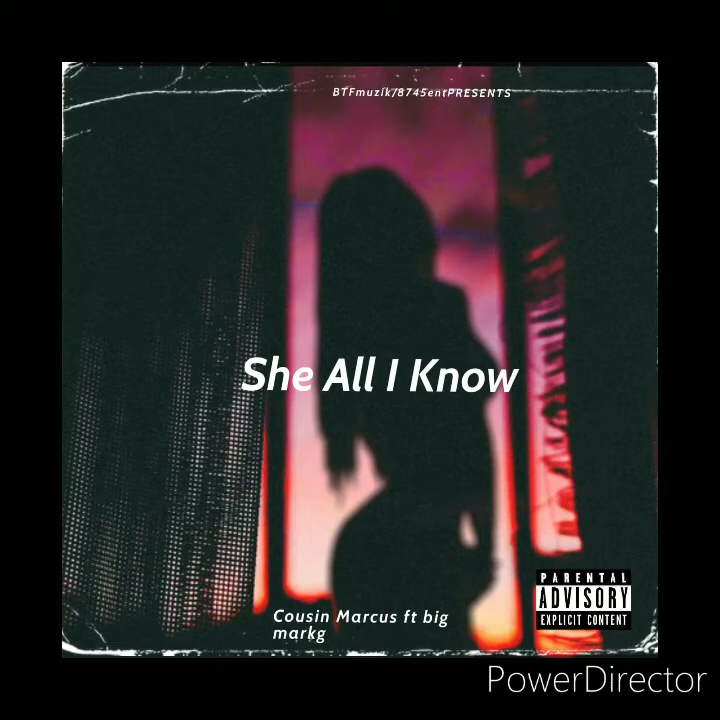 BTFmuzik/8745entPRESENTS
She All I Know
Cousin Marcus ft big
markg
PARENTAL
ADVISORY
EXPLICIT CONTENT
PowerDirector